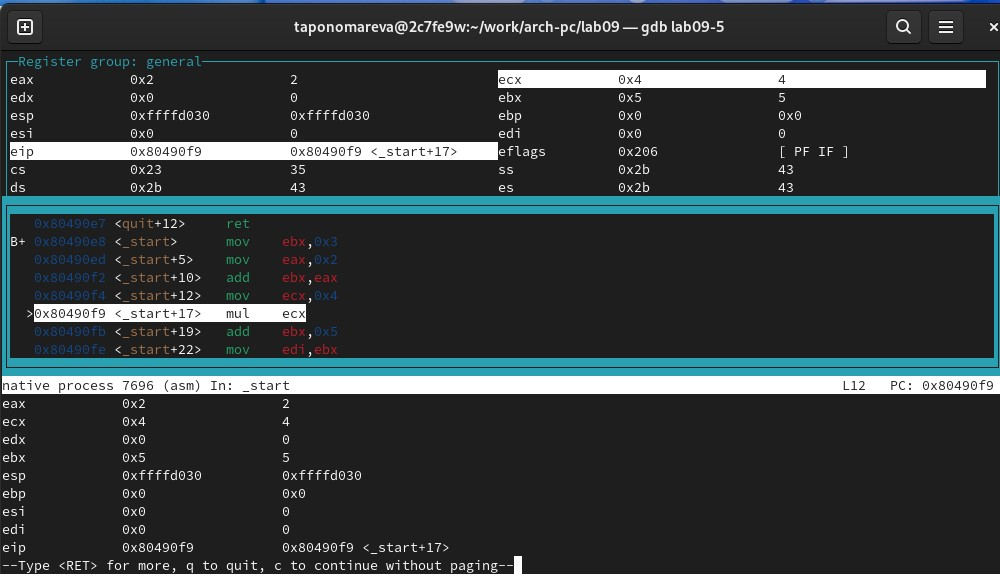 taponomareva@2c7fe9w:~/work/arch-pc/lab09 — gdb lab09-5
Register group: general
eax 0x2 2 ecx 0x4 4
edx 0x0 0 ebx 0x5 5
esp 0xffffd030 0xffffd030 ebp 0x0 0x0
esi 0x0 0 edi 0x0 0
eip 0x80490f9 0x80490f9 <_start+17> eflags 0x206 [ PF IF ]
cs 0x23 35 ss 0x2b 43
ds 0x2b 43 es 0x2b 43
0x80490e7 <quit+12> ret
B+ 0x80490e8 <_start> mov ebx,0x3
0x80490ed <_start+5> mov eax,0x2
0x80490f2 <_start+10> add ebx,eax
0x80490f4 <_start+12> mov ecx,0x4
>0x80490f9 <_start+17> mul ecx
0x80490fb <_start+19> add ebx,0x5
0x80490fe <_start+22> mov edi,ebx
native process 7696 (asm) In: _start L12 PC: 0x80490f9
eax 0x2 2
ecx 0x4 4
edx 0x0 0
ebx 0x5 5
esp 0xffffd030 0xffffd030
ebp 0x0 0x0
esi 0x0 0
edi 0x0 0
eip 0x80490f9 0x80490f9 <_start+17>
--Type <RET> for more, q to quit, c to continue without paging--